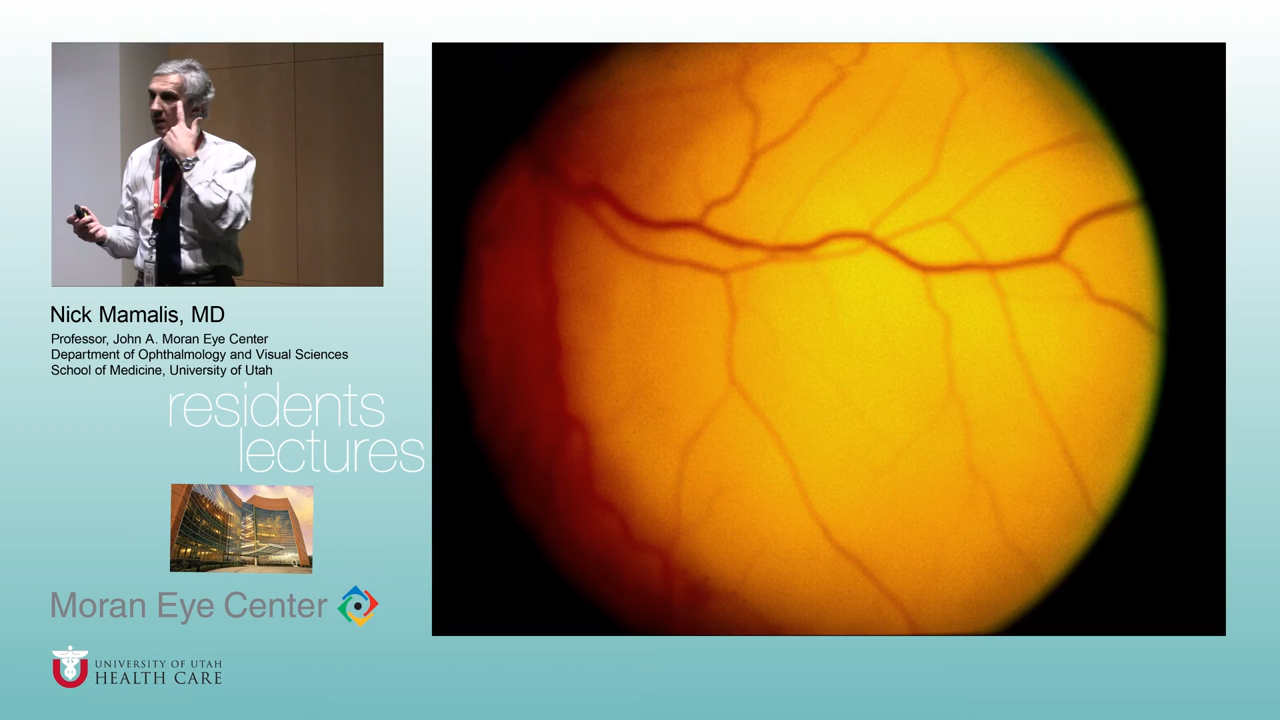 Nick Mamalis, MD
Professor, John A. Moran Eye Center
Department of Ophthalmology and Visual Sciences
School of Medicine, University of Utah
residents
lectures
Moran Eye Center
UNIVERSITY OF UTAH
HEALTH CARE